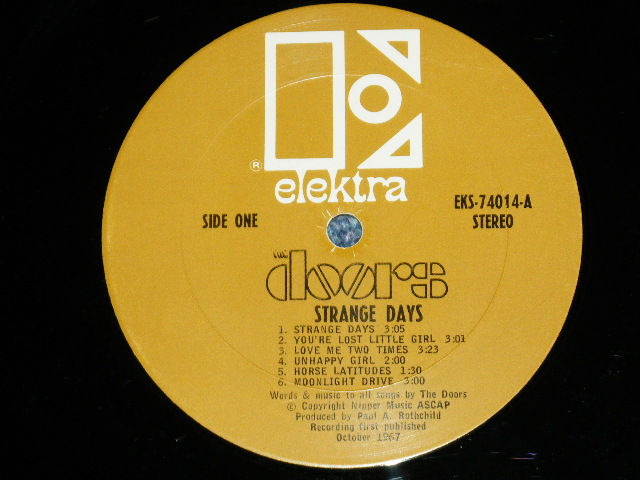 ®
elektra
SIDE ONE
EKS-74014-A
STEREO
THE
doors
STRANGE DAYS
1. STRANGE DAYS 3:05
2. YOU'RE LOST LITTLE GIRL 3:01
3. LOVE ME TWO TIMES 3:23
4. UNHAPPY GIRL 2:00
5. HORSE LATITUDES 1:30
6. MOONLIGHT DRIVE 3:00
Words & music to all songs by The Doors
© Copyright Nipper Music ASCAP
Produced by Paul A. Rothchild
Recording first published
October 1967